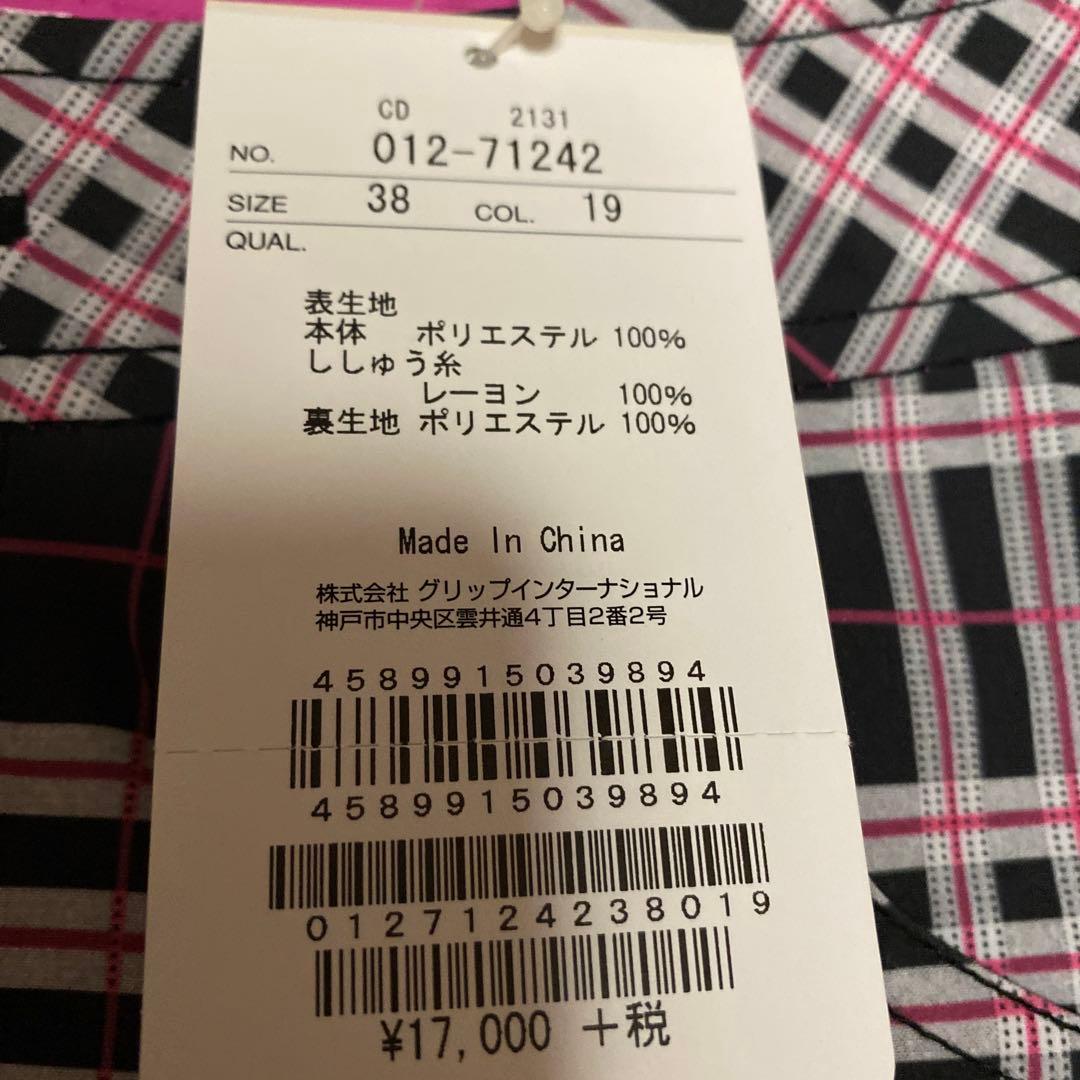 CD 2131
NO. 012-71242
SIZE 38 COL. 19
QUAL.
表生地
本体 ポリエステル 100%
ししゅう糸
レーヨン 100%
裏生地 ポリエステル 100%
Made In China
株式会社 グリップインターナショナル
神戸市中央区雲井通4丁目2番2号
4589915039894
4589915039894
0127124238019
¥17,000 +税